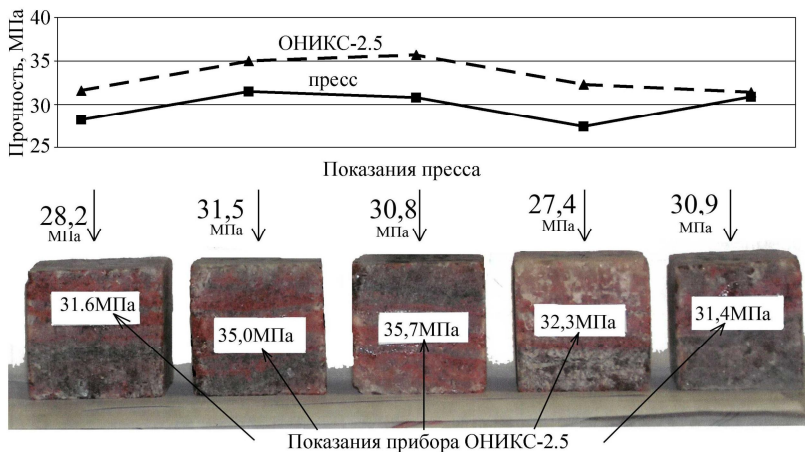 Прочность, МПа
40
35
30
25
ОНИКС-2.5
пресс
Показания пресса
28,2 МПа
31,5 МПа
30,8 МПа
27,4 МПа
30,9 МПа
31.6МПа
35,0МПа
35,7МПа
32,3МПа
31,4МПа
Показания прибора ОНИКС-2.5